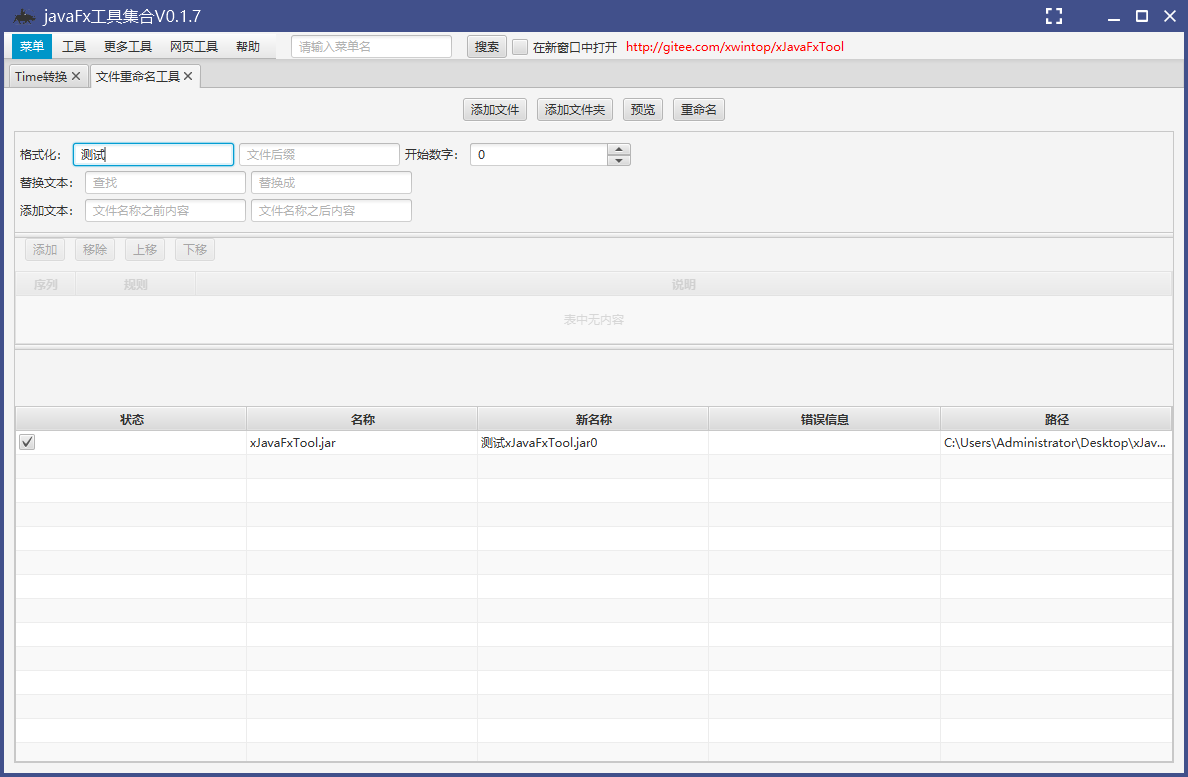 javaFx工具集合V0.1.7
菜单 工具 更多工具 网页工具 帮助 请输入菜单名 搜索 在新窗口中打开 http://gitee.com/xwintop/xJavaFxTool
Time转换 文件重命名工具
添加文件 添加文件夹 预览 重命名
格式化： 测试 文件后缀 开始数字： 0
替换文本： 查找 替换成
添加文本： 文件名称之前内容 文件名称之后内容
添加 移除 上移 下移
序列 规则 说明
表中无内容
状态 名称 新名称 错误信息 路径
xJavaFxTool.jar 测试xJavaFxTool.jar0 C:\Users\Administrator\Desktop\xJav...